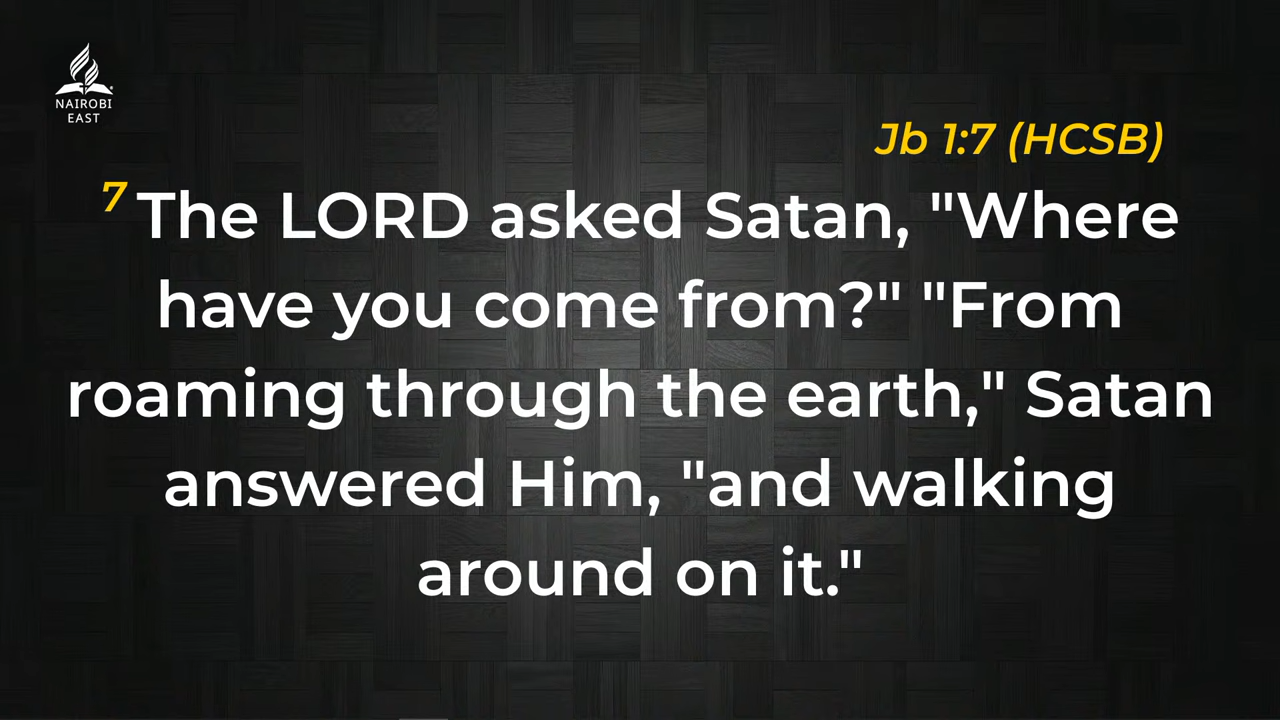 NAIROBI
EAST
Jb 1:7 (HCSB)
7 The LORD asked Satan, "Where
have you come from?" "From
roaming through the earth," Satan
answered Him, "and walking
around on it."